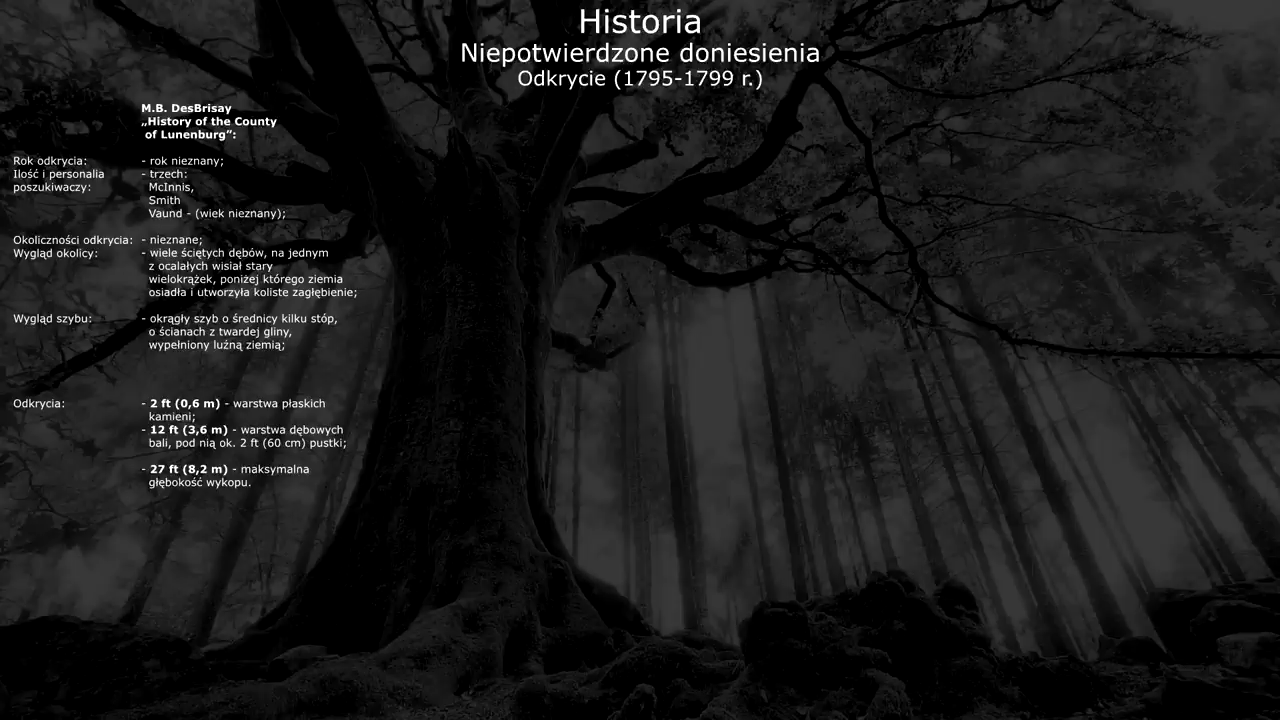 Historia
Niepotwierdzone doniesienia
Odkrycie (1795-1799 r.)
M.B. DesBrisay
„History of the County
of Lunenburg”:
Rok odkrycia: - rok nieznany;
Ilość i personalia - trzech:
poszukiwaczy: McInnis,
Smith
Vaund - (wiek nieznany);
Okoliczności odkrycia: - nieznane;
Wygląd okolicy: - wiele ściętych dębów, na jednym
z ocalałych wisiał stary
wielokrążek, poniżej którego ziemia
osiadła i utworzyła koliste zagłębienie;
Wygląd szybu: - okrągły szyb o średnicy kilku stóp,
o ścianach z twardej gliny,
wypełniony luźną ziemią;
Odkrycia: - 2 ft (0,6 m) - warstwa płaskich
kamieni;
- 12 ft (3,6 m) - warstwa dębowych
bali, pod nią ok. 2 ft (60 cm) pustki;
- 27 ft (8,2 m) - maksymalna
głębokość wykopu.